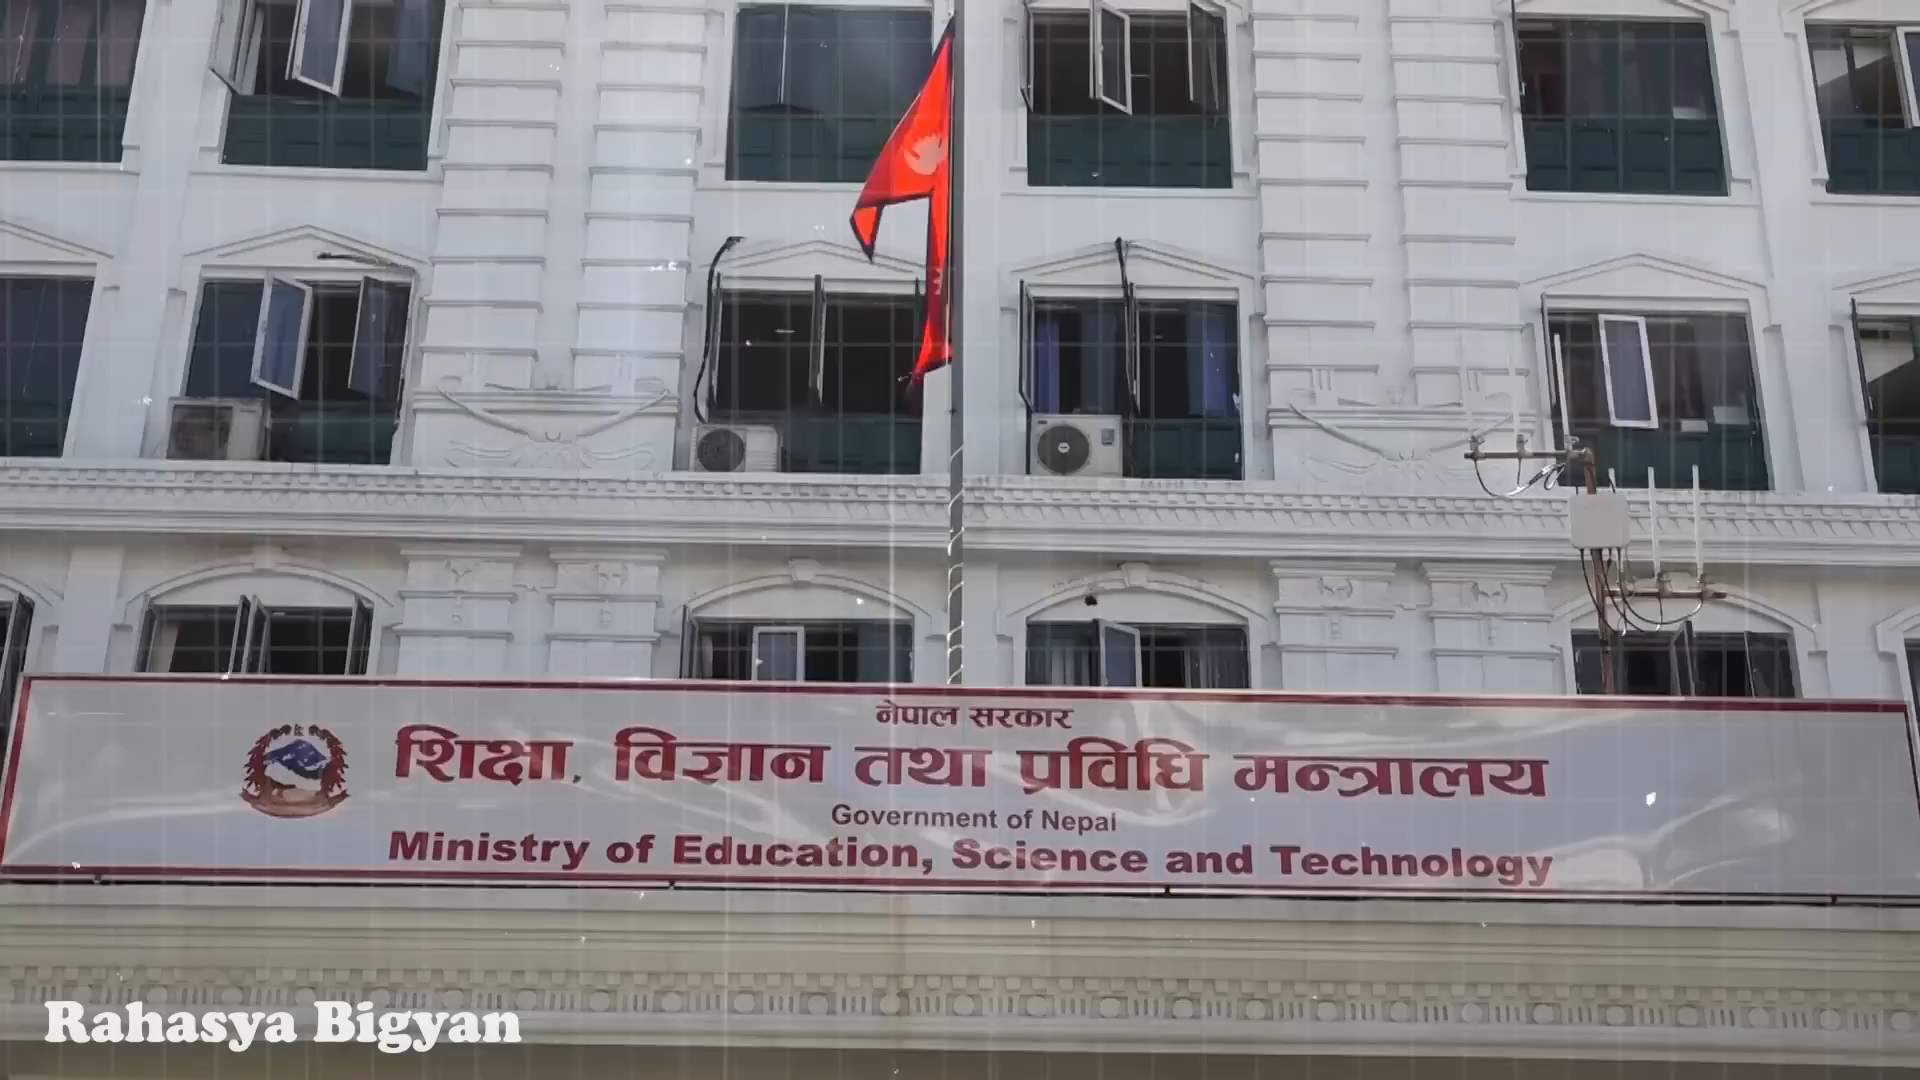 नेपाल सरकार
शिक्षा, विज्ञान तथा प्रविधि मन्त्रालय
Government of Nepal
Ministry of Education, Science and Technology
Rahasya Bigyan